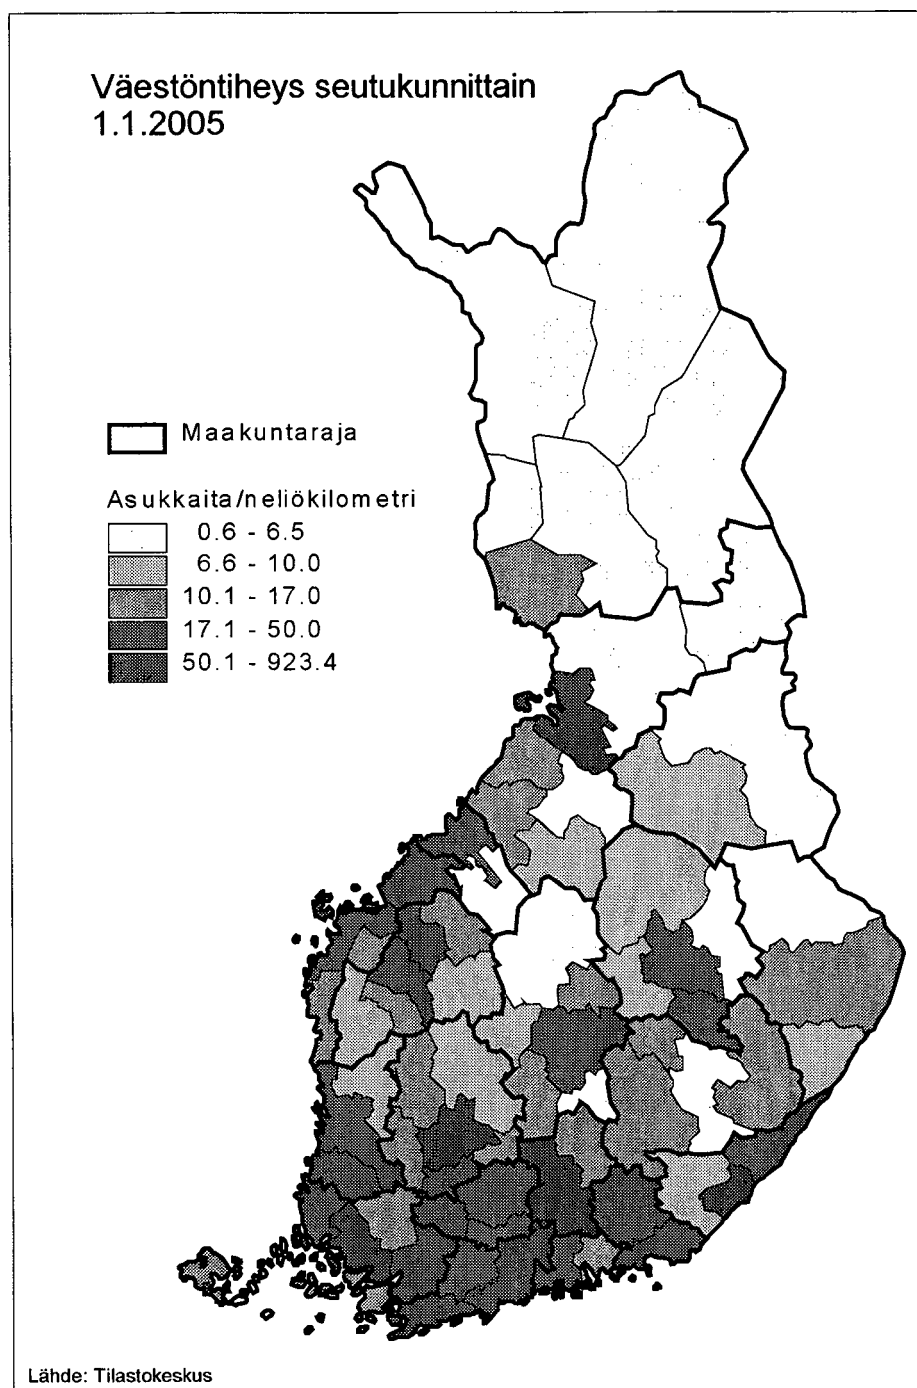 Väestöntiheys seutukunnittain
1.1.2005
Maakuntaraja
Asukkaita/neliökilometri
0.6 - 6.5
6.6 - 10.0
10.1 - 17.0
17.1 - 50.0
50.1 - 923.4
Lähde: Tilastokeskus